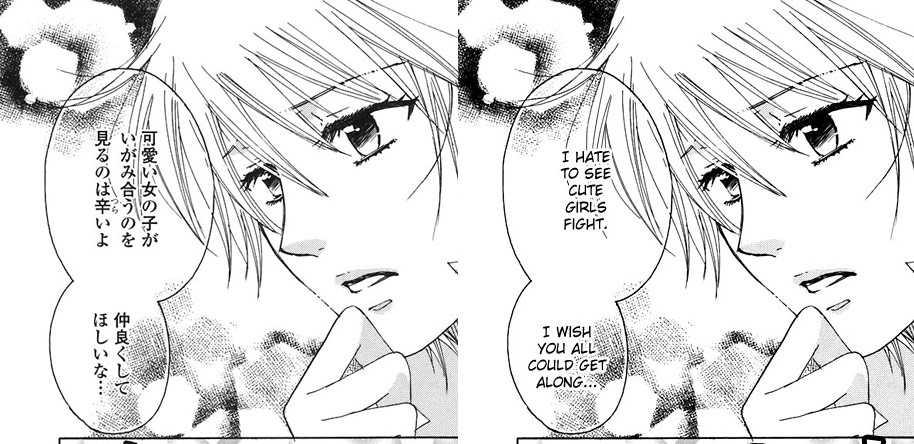 可愛い女の子が
いがみ合うのを
見るのは辛いよ
つら
仲良くして
ほしいな…
I HATE
TO SEE
CUTE
GIRLS
FIGHT.
I WISH
YOU ALL
COULD GET
ALONG...